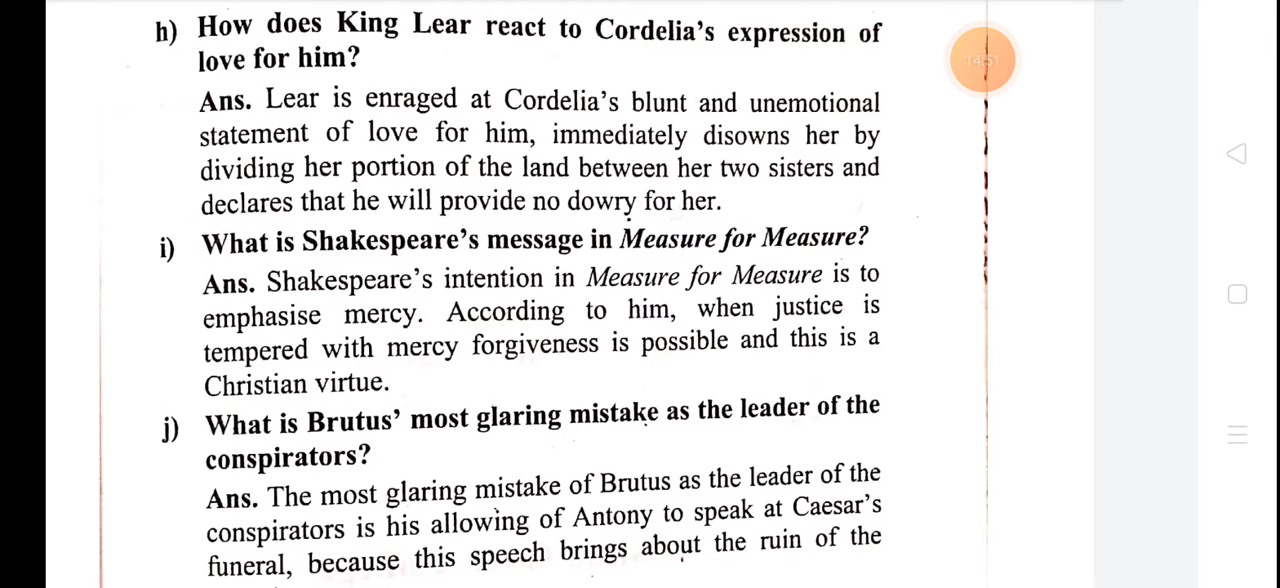 h) How does King Lear react to Cordelia's expression of
love for him?
Ans. Lear is enraged at Cordelia's blunt and unemotional
statement of love for him, immediately disowns her by
dividing her portion of the land between her two sisters and
declares that he will provide no dowry for her.
i) What is Shakespeare's message in Measure for Measure?
Ans. Shakespeare's intention in Measure for Measure is to
emphasise mercy. According to him, when justice is
tempered with mercy forgiveness is possible and this is a
Christian virtue.
j) What is Brutus' most glaring mistake as the leader of the
conspirators?
Ans. The most glaring mistake of Brutus as the leader of the
conspirators is his allowing of Antony to speak at Caesar's
funeral, because this speech brings about the ruin of the
14:51